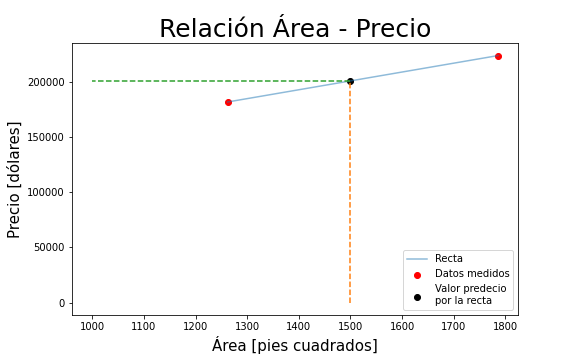 Relación Área - Precio
Precio [dólares]
200000
150000
100000
50000
0
1000 1100 1200 1300 1400 1500 1600 1700 1800
Área [pies cuadrados]
Recta
Datos medidos
Valor predecio
por la recta